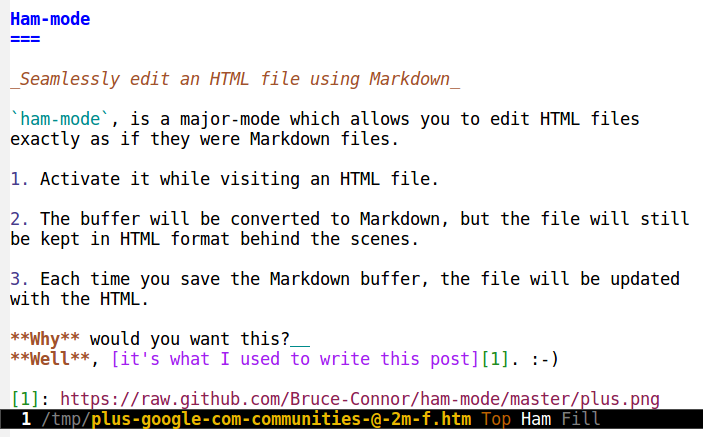 Ham-mode
===
_Seamlessly edit an HTML file using Markdown_
`ham-mode`, is a major-mode which allows you to edit HTML files
exactly as if they were Markdown files.
1. Activate it while visiting an HTML file.
2. The buffer will be converted to Markdown, but the file will still
be kept in HTML format behind the scenes.
3. Each time you save the Markdown buffer, the file will be updated
with the HTML.
**Why** would you want this?__
**Well**, [it's what I used to write this post][1]. :-)
[1]: https://raw.github.com/Bruce-Connor/ham-mode/master/plus.png
1 /tmp/plus-google-com-communities-@-2m-f.htm Top Ham Fill